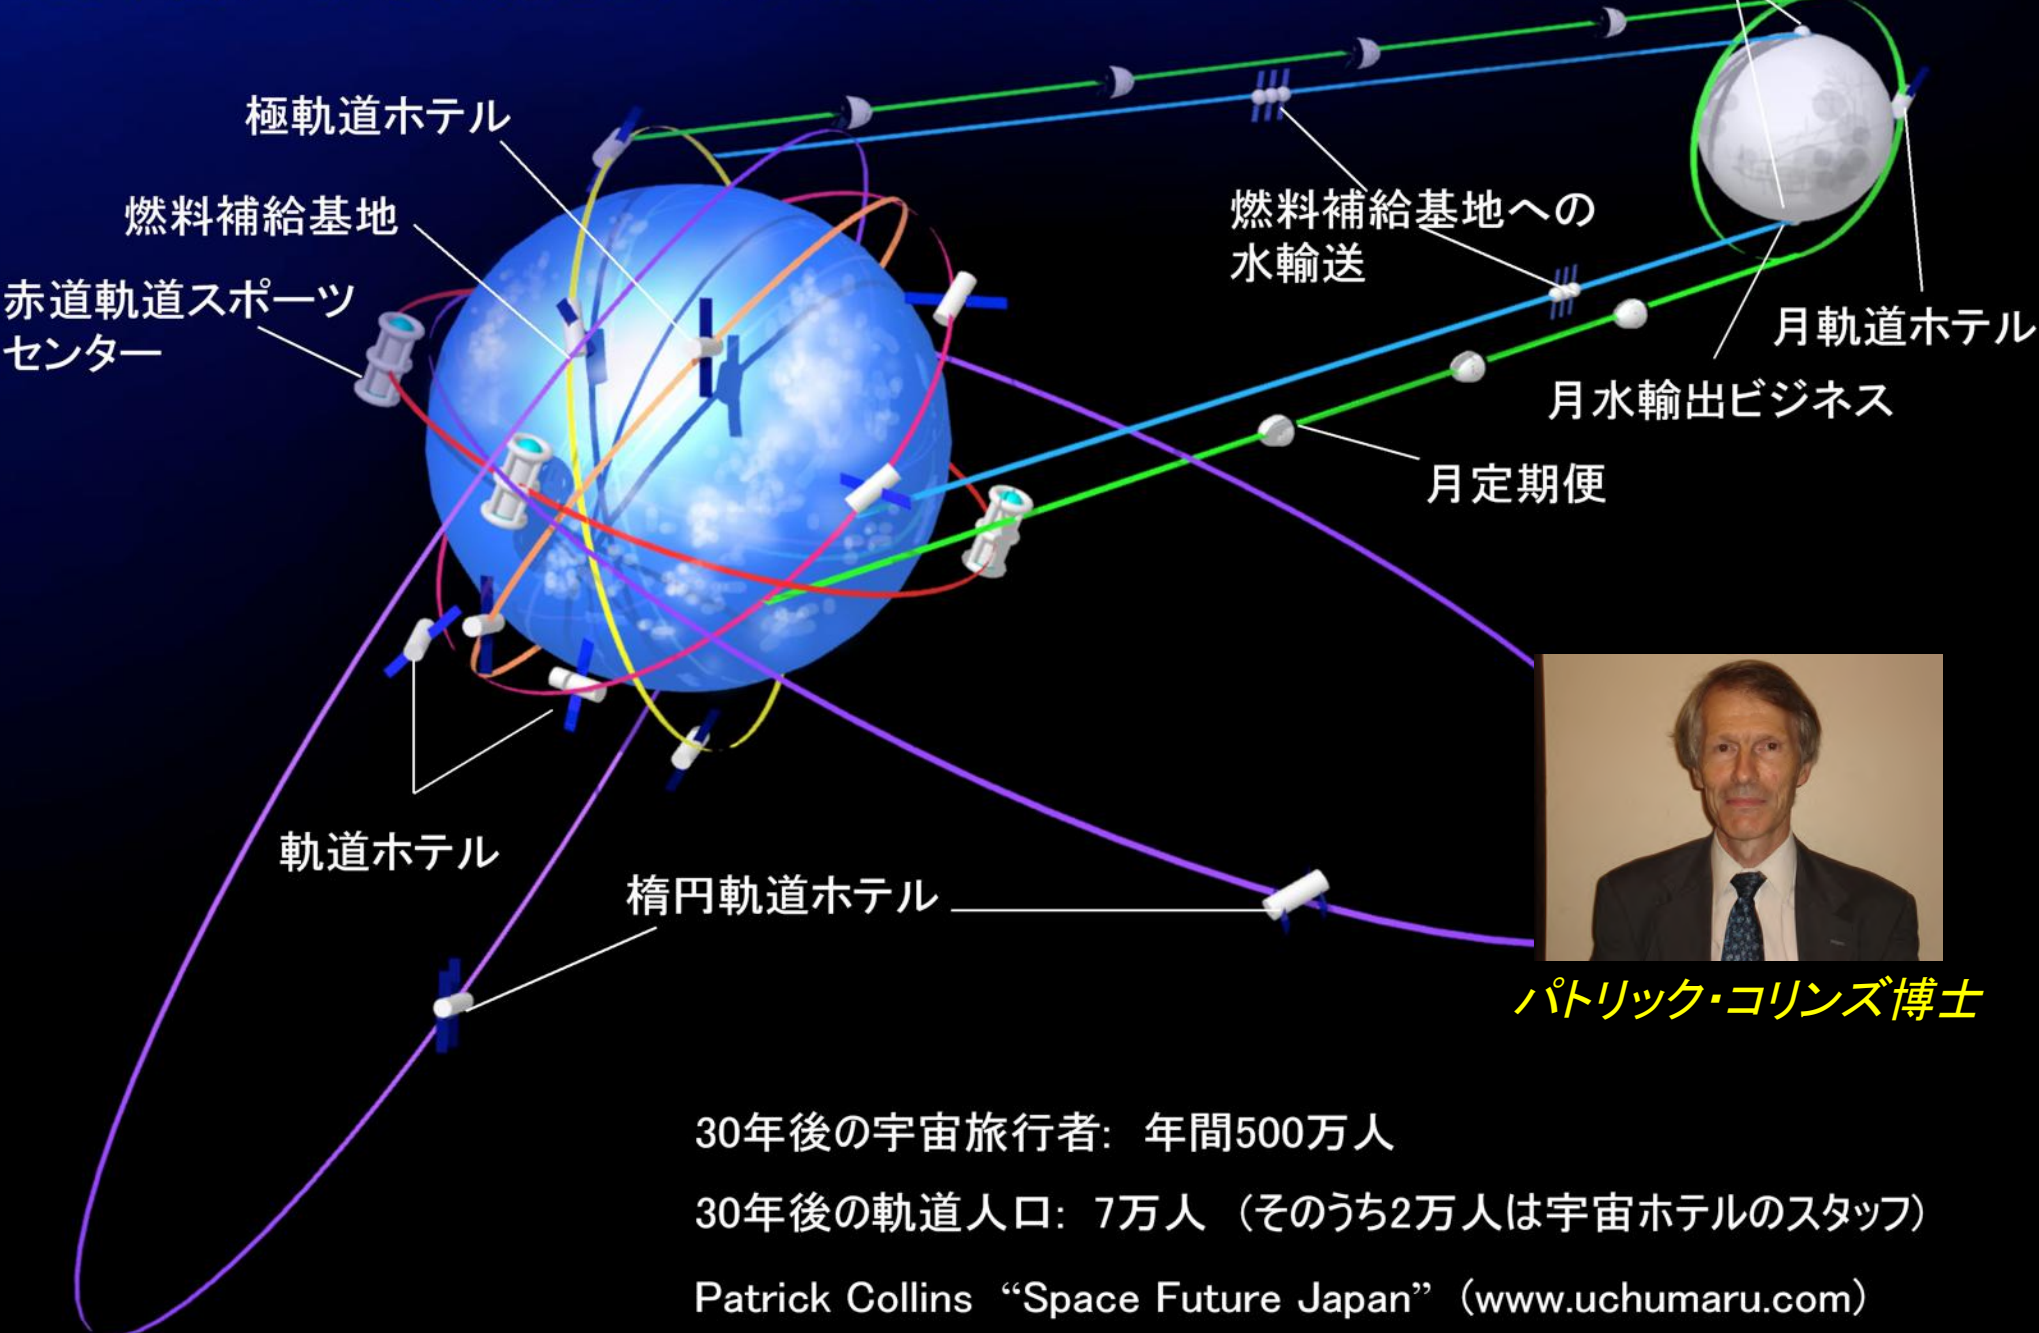 極軌道ホテル
燃料補給基地
赤道軌道スポーツ
センター
燃料補給基地への
水輸送
月軌道ホテル
月水輸出ビジネス
月定期便
軌道ホテル
楕円軌道ホテル
パトリック・コリンズ博士
30年後の宇宙旅行者: 年間500万人
30年後の軌道人口: 7万人 (そのうち2万人は宇宙ホテルのスタッフ)
Patrick Collins “Space Future Japan” (www.uchumaru.com)